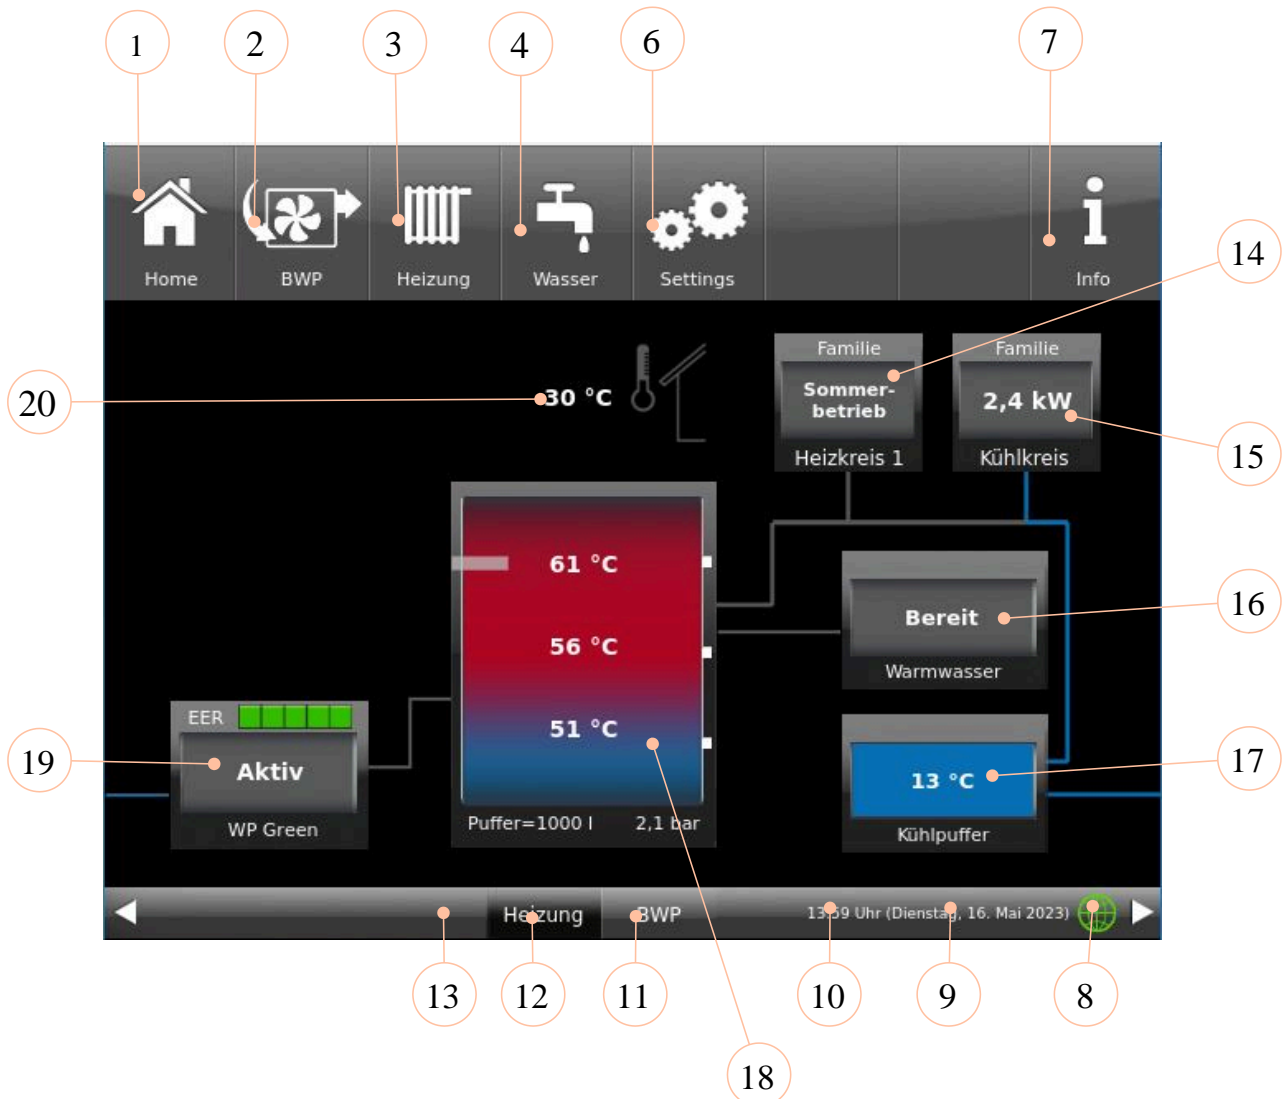 1 2 3 4 6 7
Home BWP Heizung Wasser Settings Info
14
Familie Familie
20 30 °C
Sommer-
betrieb
2,4 kW
Heizkreis 1 Kühlkreis
15
61 °C
56 °C
51 °C
Puffer=1000 l 2,1 bar
Bereit
Warmwasser
16
EER
19 Aktiv
WP Green
13 °C
Kühlpuffer
17
Heizung BWP 13:59 Uhr (Dienstag, 16. Mai 2023)
13 12 11 10 9 8
18